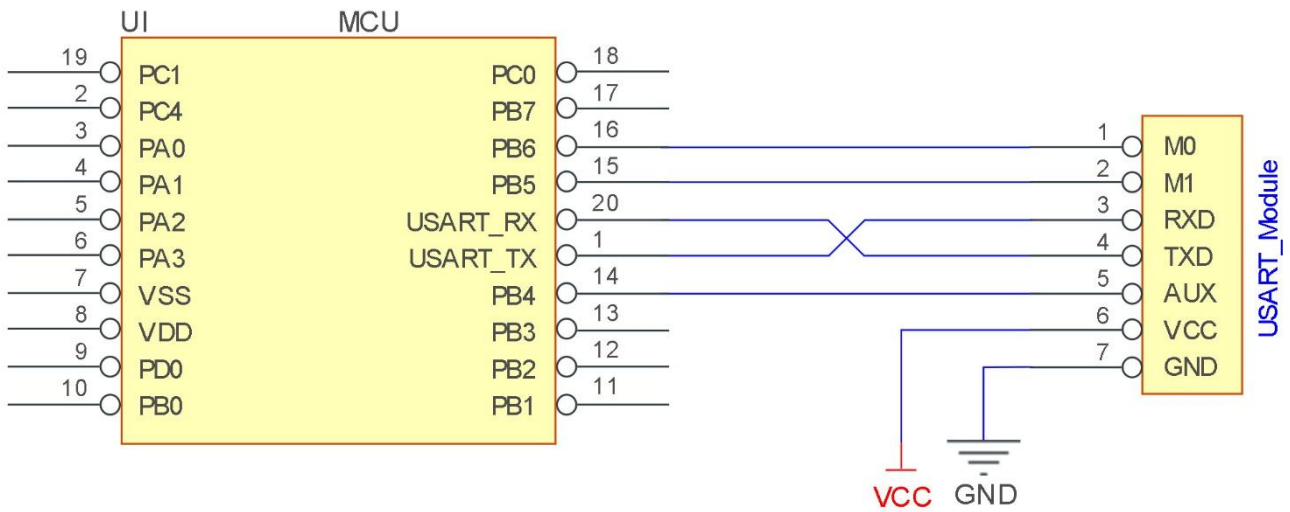 UI MCU
19 PC1 PC0 18
2 PC4 PB7 17
3 PA0 PB6 16 1 M0
4 PA1 PB5 15 2 M1
5 PA2 USART_RX 20 3 RXD
6 PA3 USART_TX 1 4 TXD
7 VSS PB4 14 5 AUX
8 VDD PB3 13 6 VCC
9 PD0 PB2 12 7 GND
10 PB0 PB1 11
USART_Module
VCC GND